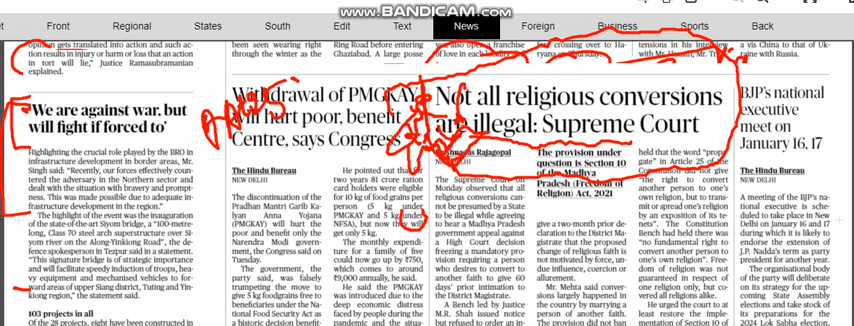 www.BANDICAM.com
Front
Regional
States
South
Edit
Text
News
Foreign
Business
Sports
Back
opinion gets translated into action and such ac-
tion results in injury or harm or loss that an action
in tort will lie,” Justice Ramasubramanian
explained.
‘We are against war, but
will fight if forced to’
Highlighting the crucial role played by the BRO in
infrastructure development in border areas, Mr.
Singh said: “Recently, our forces effectively coun-
tered the adversary in the Northern sector and
dealt with the situation with bravery and prompt-
ness. This was made possible due to adequate in-
frastructure development in the region.”
The highlight of the event was the inauguration
of the state-of-the-art Siyom bridge, a “100-metre-
long, Class 70 steel arch superstructure over Si-
yom river on the Along-Yinkiong Road”, the de-
fence spokesperson in Tezpur said in a statement.
“This signature bridge is of strategic importance
and will facilitate speedy induction of troops, hea-
vy equipment and mechanised vehicles to for-
ward areas of upper Siang district, Tuting and Yin-
kiong region,” the statement said.
103 projects in all
Of the 28 projects, eight have been constructed in
been seen wearing right
through the winter as the
Ring Road before entering
Ghaziabad. A large posse
Withdrawal of PMGKAY
will hurt poor, benefit
Centre, says Congress
The Hindu Bureau
NEW DELHI
The discontinuation of the
Pradhan Mantri Garib Ka-
lyan Anna Yojana
(PMGKAY) will hurt the
poor and benefit only the
Narendra Modi govern-
ment, the Congress said on
Tuesday.
The government, the
party said, was falsely
trumpeting the move to
give 5 kg foodgrains free to
beneficiaries under the
National Food Security Act as
a historic decision benefit-
He pointed out that for
two years 81 crore ration
card holders were eligible
for 10 kg of food grains per
person (5 kg under
PMGKAY and 5 kg under
NFSA), but now they will
get only 5 kg.
The monthly expendi-
ture for a family of five
could now go up by ₹750,
which comes to around
₹9,000 annually, he said.
He said the PMGKAY
was introduced due to the
deep economic distress
faced by people during the
pandemic and the situa-
you also open a franchise
of love in each
for crossing over to Ha-
ryana on Thursday.
tensions in his interview
with Mr.
Not all religious conversions
are illegal: Supreme Court
Krishnadas Rajagopal
NEW DELHI
The Supreme Court on
Monday observed that all
religious conversions can-
not be presumed by a State
to be illegal while agreeing
to hear a Madhya Pradesh
government appeal against
a High Court decision
freezing a mandatory pro-
vision requiring a person
who desires to convert to
another faith to give 60
days’ prior intimation to
the District Magistrate.
A Bench led by Justice
M.R. Shah issued notice
but refused to order an in-
The provision under
question is Section 10
of the Madhya
Pradesh (Freedom of
Religion) Act, 2021
give a two-month prior de-
claration to the District Ma-
gistrate that the proposed
change of religious faith is
not motivated by force, un-
due influence, coercion or
allurement.
Mr. Mehta said conver-
sions largely happened in
the country by marrying a
person of another faith.
The provision did not ban
held that the word “propa-
gate” in Article 25 of the
Constitution did not give
the right to convert
another person to one’s
own religion, but to trans-
mit or spread one’s religion
by an exposition of its te-
nets”. The Constitution
Bench had held there was
“no fundamental right to
convert another person to
one’s own religion”. Free-
dom of religion was not
guaranteed in respect of
one religion only, but co-
vered all religions alike.
He urged the court to at
least restore the imple-
mentation of Section 10 of
a vis China to that of Uk-
raine with Russia.
BJP’s national
executive
meet on
January 16, 17
The Hindu Bureau
NEW DELHI
A meeting of the BJP’s na-
tional executive is sche-
duled to take place in New
Delhi on January 16 and 17
during which it is likely to
endorse the extension of
J.P. Nadda’s term as party
president for another year.
The organisational body
of the party will deliberate
on its strategy for the up-
coming State Assembly
elections and take stock of
its preparations for the
2024 Lok Sabha election,